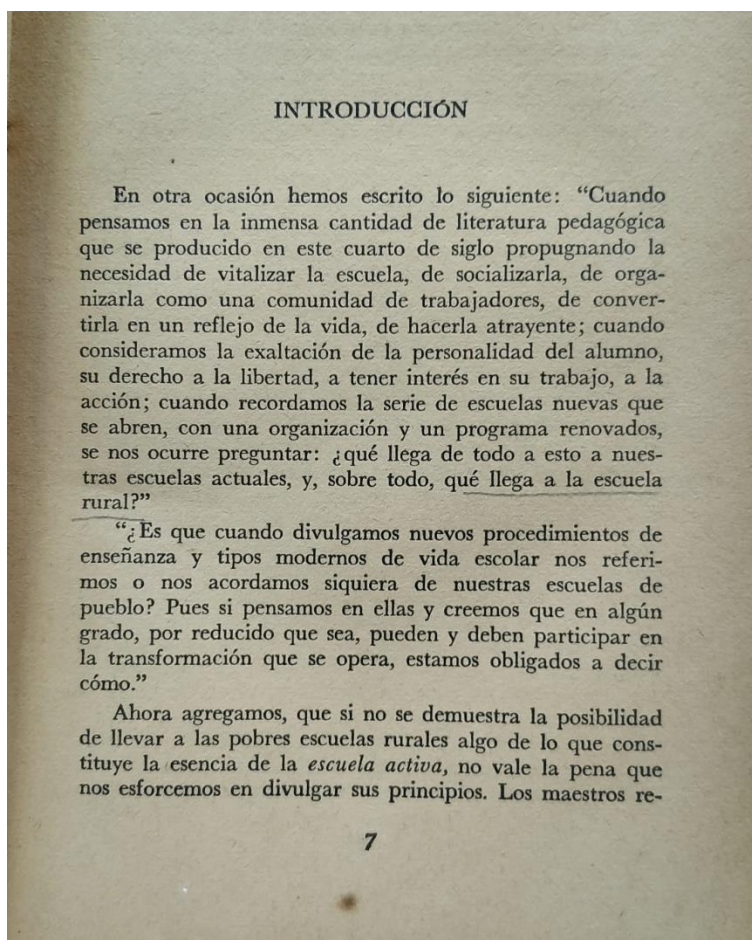 INTRODUCCIÓN
En otra ocasión hemos escrito lo siguiente: “Cuando
pensamos en la inmensa cantidad de literatura pedagógica
que se producido en este cuarto de siglo propugnando la
necesidad de vitalizar la escuela, de socializarla, de orga-
nizarla como una comunidad de trabajadores, de conver-
tirla en un reflejo de la vida, de hacerla atrayente; cuando
consideramos la exaltación de la personalidad del alumno,
su derecho a la libertad, a tener interés en su trabajo, a la
acción; cuando recordamos la serie de escuelas nuevas que
se abren, con una organización y un programa renovados,
se nos ocurre preguntar: ¿qué llega de todo a esto a nues-
tras escuelas actuales, y, sobre todo, qué llega a la escuela
rural?”
“¿Es que cuando divulgamos nuevos procedimientos de
enseñanza y tipos modernos de vida escolar nos referi-
mos o nos acordamos siquiera de nuestras escuelas de
pueblo? Pues si pensamos en ellas y creemos que en algún
grado, por reducido que sea, pueden y deben participar en
la transformación que se opera, estamos obligados a decir
cómo.”
Ahora agregamos, que si no se demuestra la posibilidad
de llevar a las pobres escuelas rurales algo de lo que cons-
tituye la esencia de la escuela activa, no vale la pena que
nos esforcemos en divulgar sus principios. Los maestros re-
7